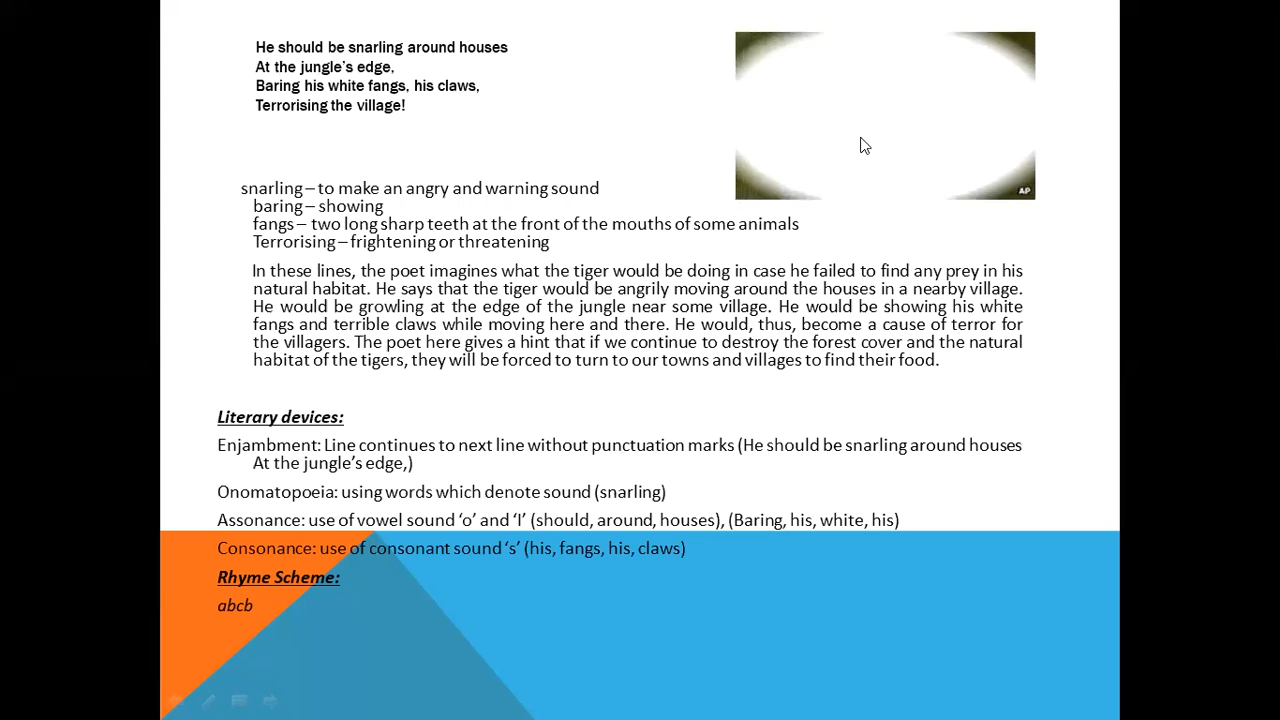 He should be snarling around houses
At the jungle's edge,
Baring his white fangs, his claws,
Terrorising the village!
AP
snarling – to make an angry and warning sound
baring – showing
fangs – two long sharp teeth at the front of the mouths of some animals
Terrorising – frightening or threatening
In these lines, the poet imagines what the tiger would be doing in case he failed to find any prey in his
natural habitat. He says that the tiger would be angrily moving around the houses in a nearby village.
He would be growling at the edge of the jungle near some village. He would be showing his white
fangs and terrible claws while moving here and there. He would, thus, become a cause of terror for
the villagers. The poet here gives a hint that if we continue to destroy the forest cover and the natural
habitat of the tigers, they will be forced to turn to our towns and villages to find their food.
Literary devices:
Enjambment: Line continues to next line without punctuation marks (He should be snarling around houses
At the jungle's edge,)
Onomatopoeia: using words which denote sound (snarling)
Assonance: use of vowel sound 'o' and 'I' (should, around, houses), (Baring, his, white, his)
Consonance: use of consonant sound 's' (his, fangs, his, claws)
Rhyme Scheme:
abcb